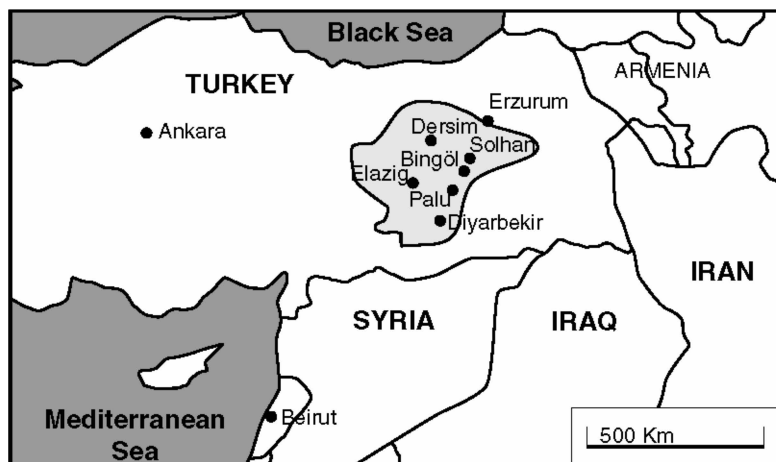 Black Sea
TURKEY
ARMENIA
Erzurum
Ankara
Dersim
Solhan
Bingöl
Elazig
Palu
Diyarbekir
IRAN
SYRIA
IRAQ
Mediterranean
Sea
Beirut
500 Km